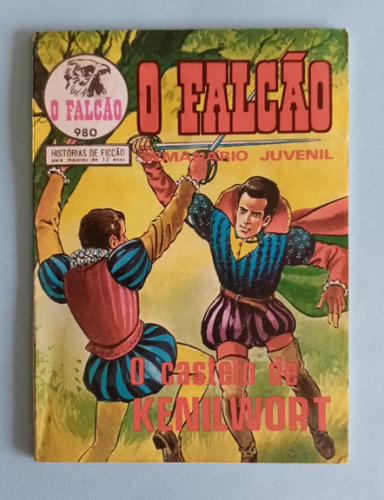 O FALCÃO
980
HISTÓRIAS DE FICÇÃO
para maiores de 12 anos
O FALCÃO
SEMANÁRIO JUVENIL
O castelo de
KENILWORT